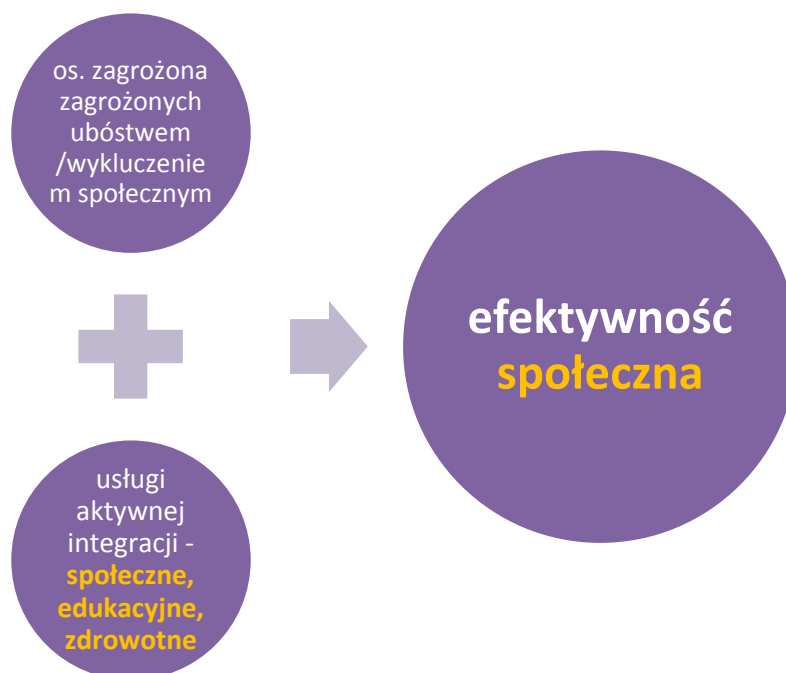 os. zagrożona
zagrożonych
ubóstwem
/wykluczenie
m społecznym
usługi
aktywnej
integracji -
społeczne,
edukacyjne,
zdrowotne
efektywność
społeczna